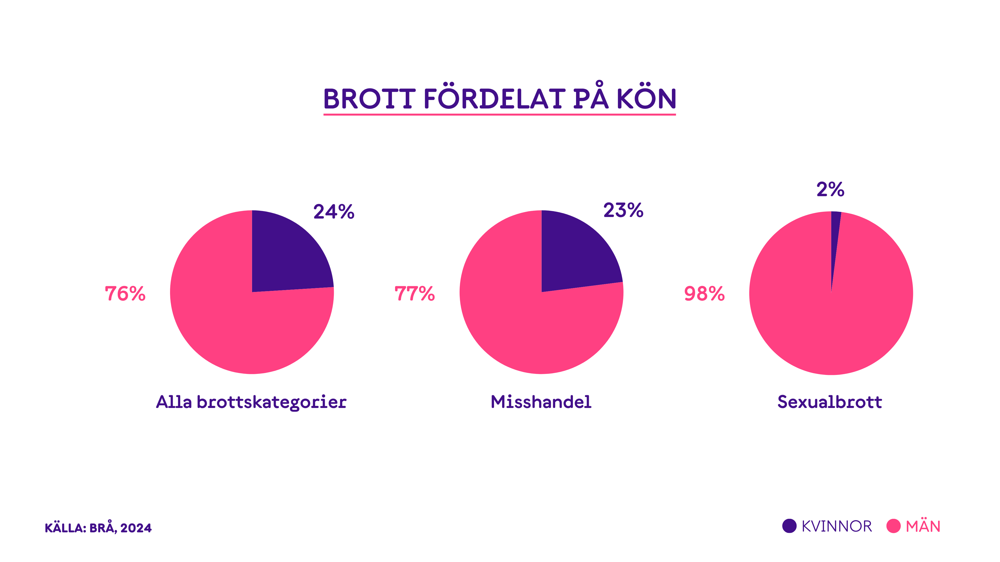 BROTT FÖRDELAT PÅ KÖN
24%
76%
Alla brottskategorier
23%
77%
Misshandel
2%
98%
Sexualbrott
KÄLLA: BRÅ, 2024
KVINNOR
MÄN